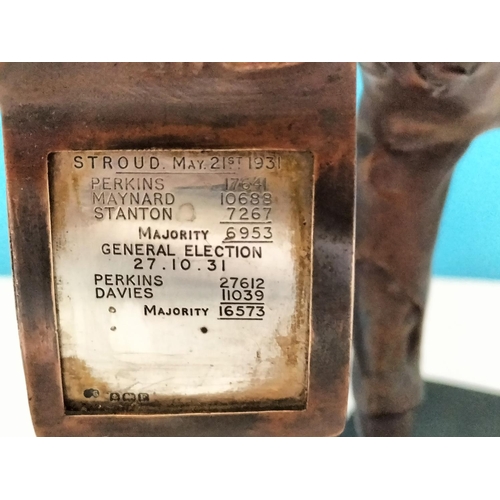 STROUD. MAY. 21ST 1931
PERKINS 17641
MAYNARD 10688
STANTON 7267
MAJORITY 6953
GENERAL ELECTION
27.10.31
PERKINS 27612
DAVIES 11039
MAJORITY 16573